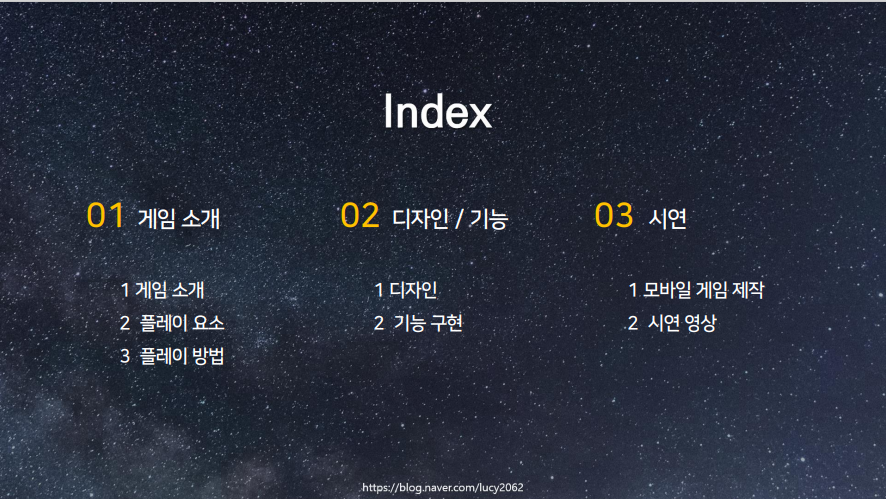 Index
01 게임 소개
1 게임 소개
2 플레이 요소
3 플레이 방법
02 디자인 / 기능
1 디자인
2 기능 구현
03 시연
1 모바일 게임 제작
2 시연 영상
https://blog.naver.com/lucy2062